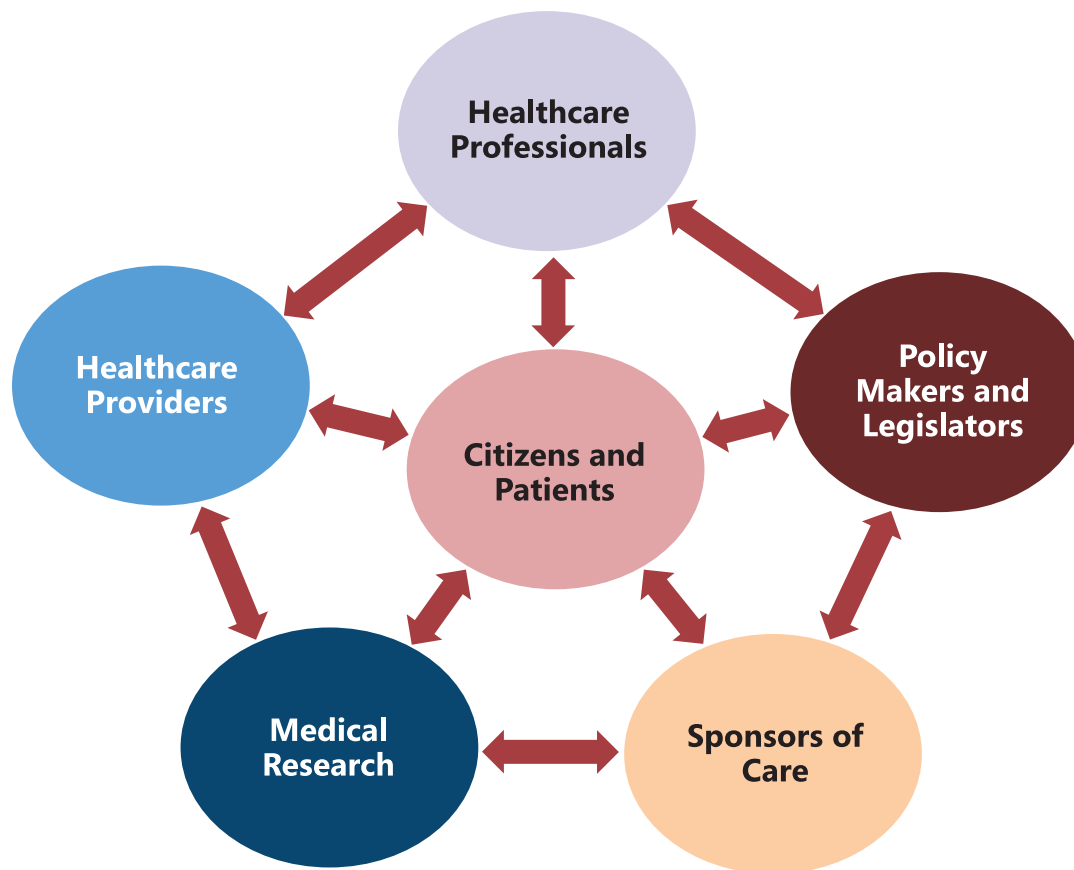 Healthcare
Professionals
Healthcare
Providers
Policy
Makers and
Legislators
Citizens and
Patients
Medical
Research
Sponsors of
Care